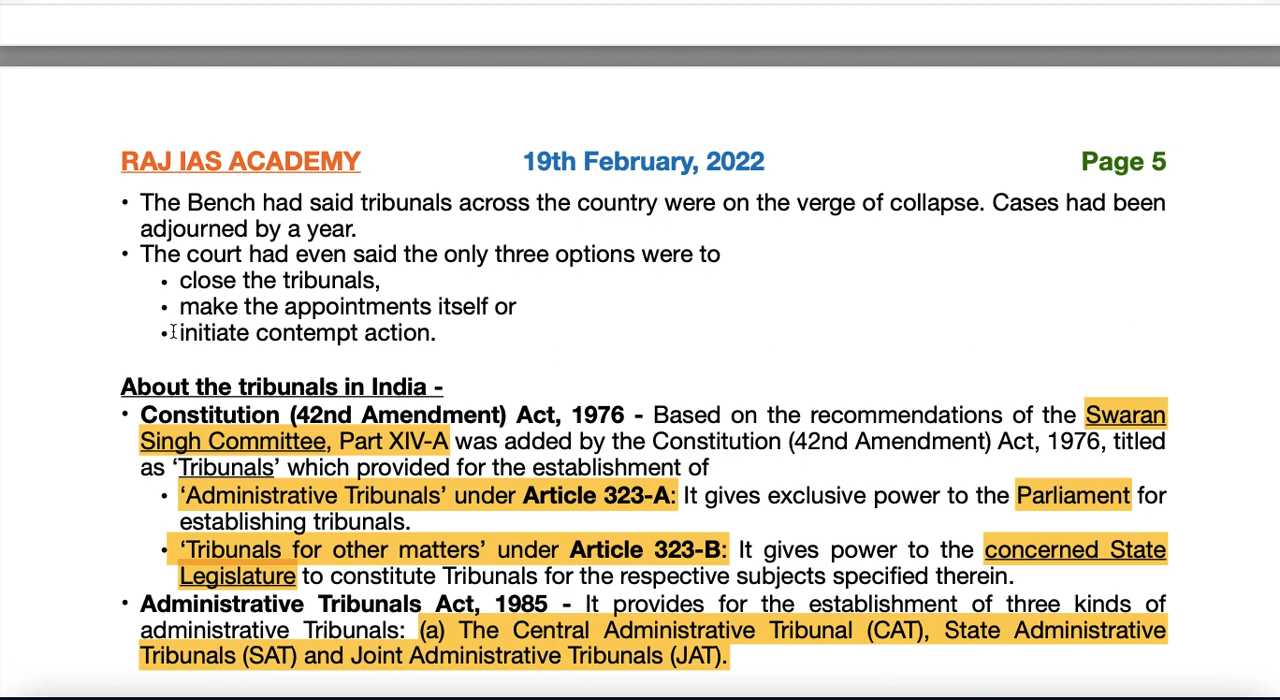 RAJ IAS ACADEMY 19th February, 2022 Page 5
• The Bench had said tribunals across the country were on the verge of collapse. Cases had been
adjourned by a year.
• The court had even said the only three options were to
• close the tribunals,
• make the appointments itself or
• initiate contempt action.
About the tribunals in India -
• Constitution (42nd Amendment) Act, 1976 - Based on the recommendations of the Swaran
Singh Committee, Part XIV-A was added by the Constitution (42nd Amendment) Act, 1976, titled
as ‘Tribunals’ which provided for the establishment of
• ‘Administrative Tribunals’ under Article 323-A: It gives exclusive power to the Parliament for
establishing tribunals.
• ‘Tribunals for other matters’ under Article 323-B: It gives power to the concerned State
Legislature to constitute Tribunals for the respective subjects specified therein.
• Administrative Tribunals Act, 1985 - It provides for the establishment of three kinds of
administrative Tribunals: (a) The Central Administrative Tribunal (CAT), State Administrative
Tribunals (SAT) and Joint Administrative Tribunals (JAT).